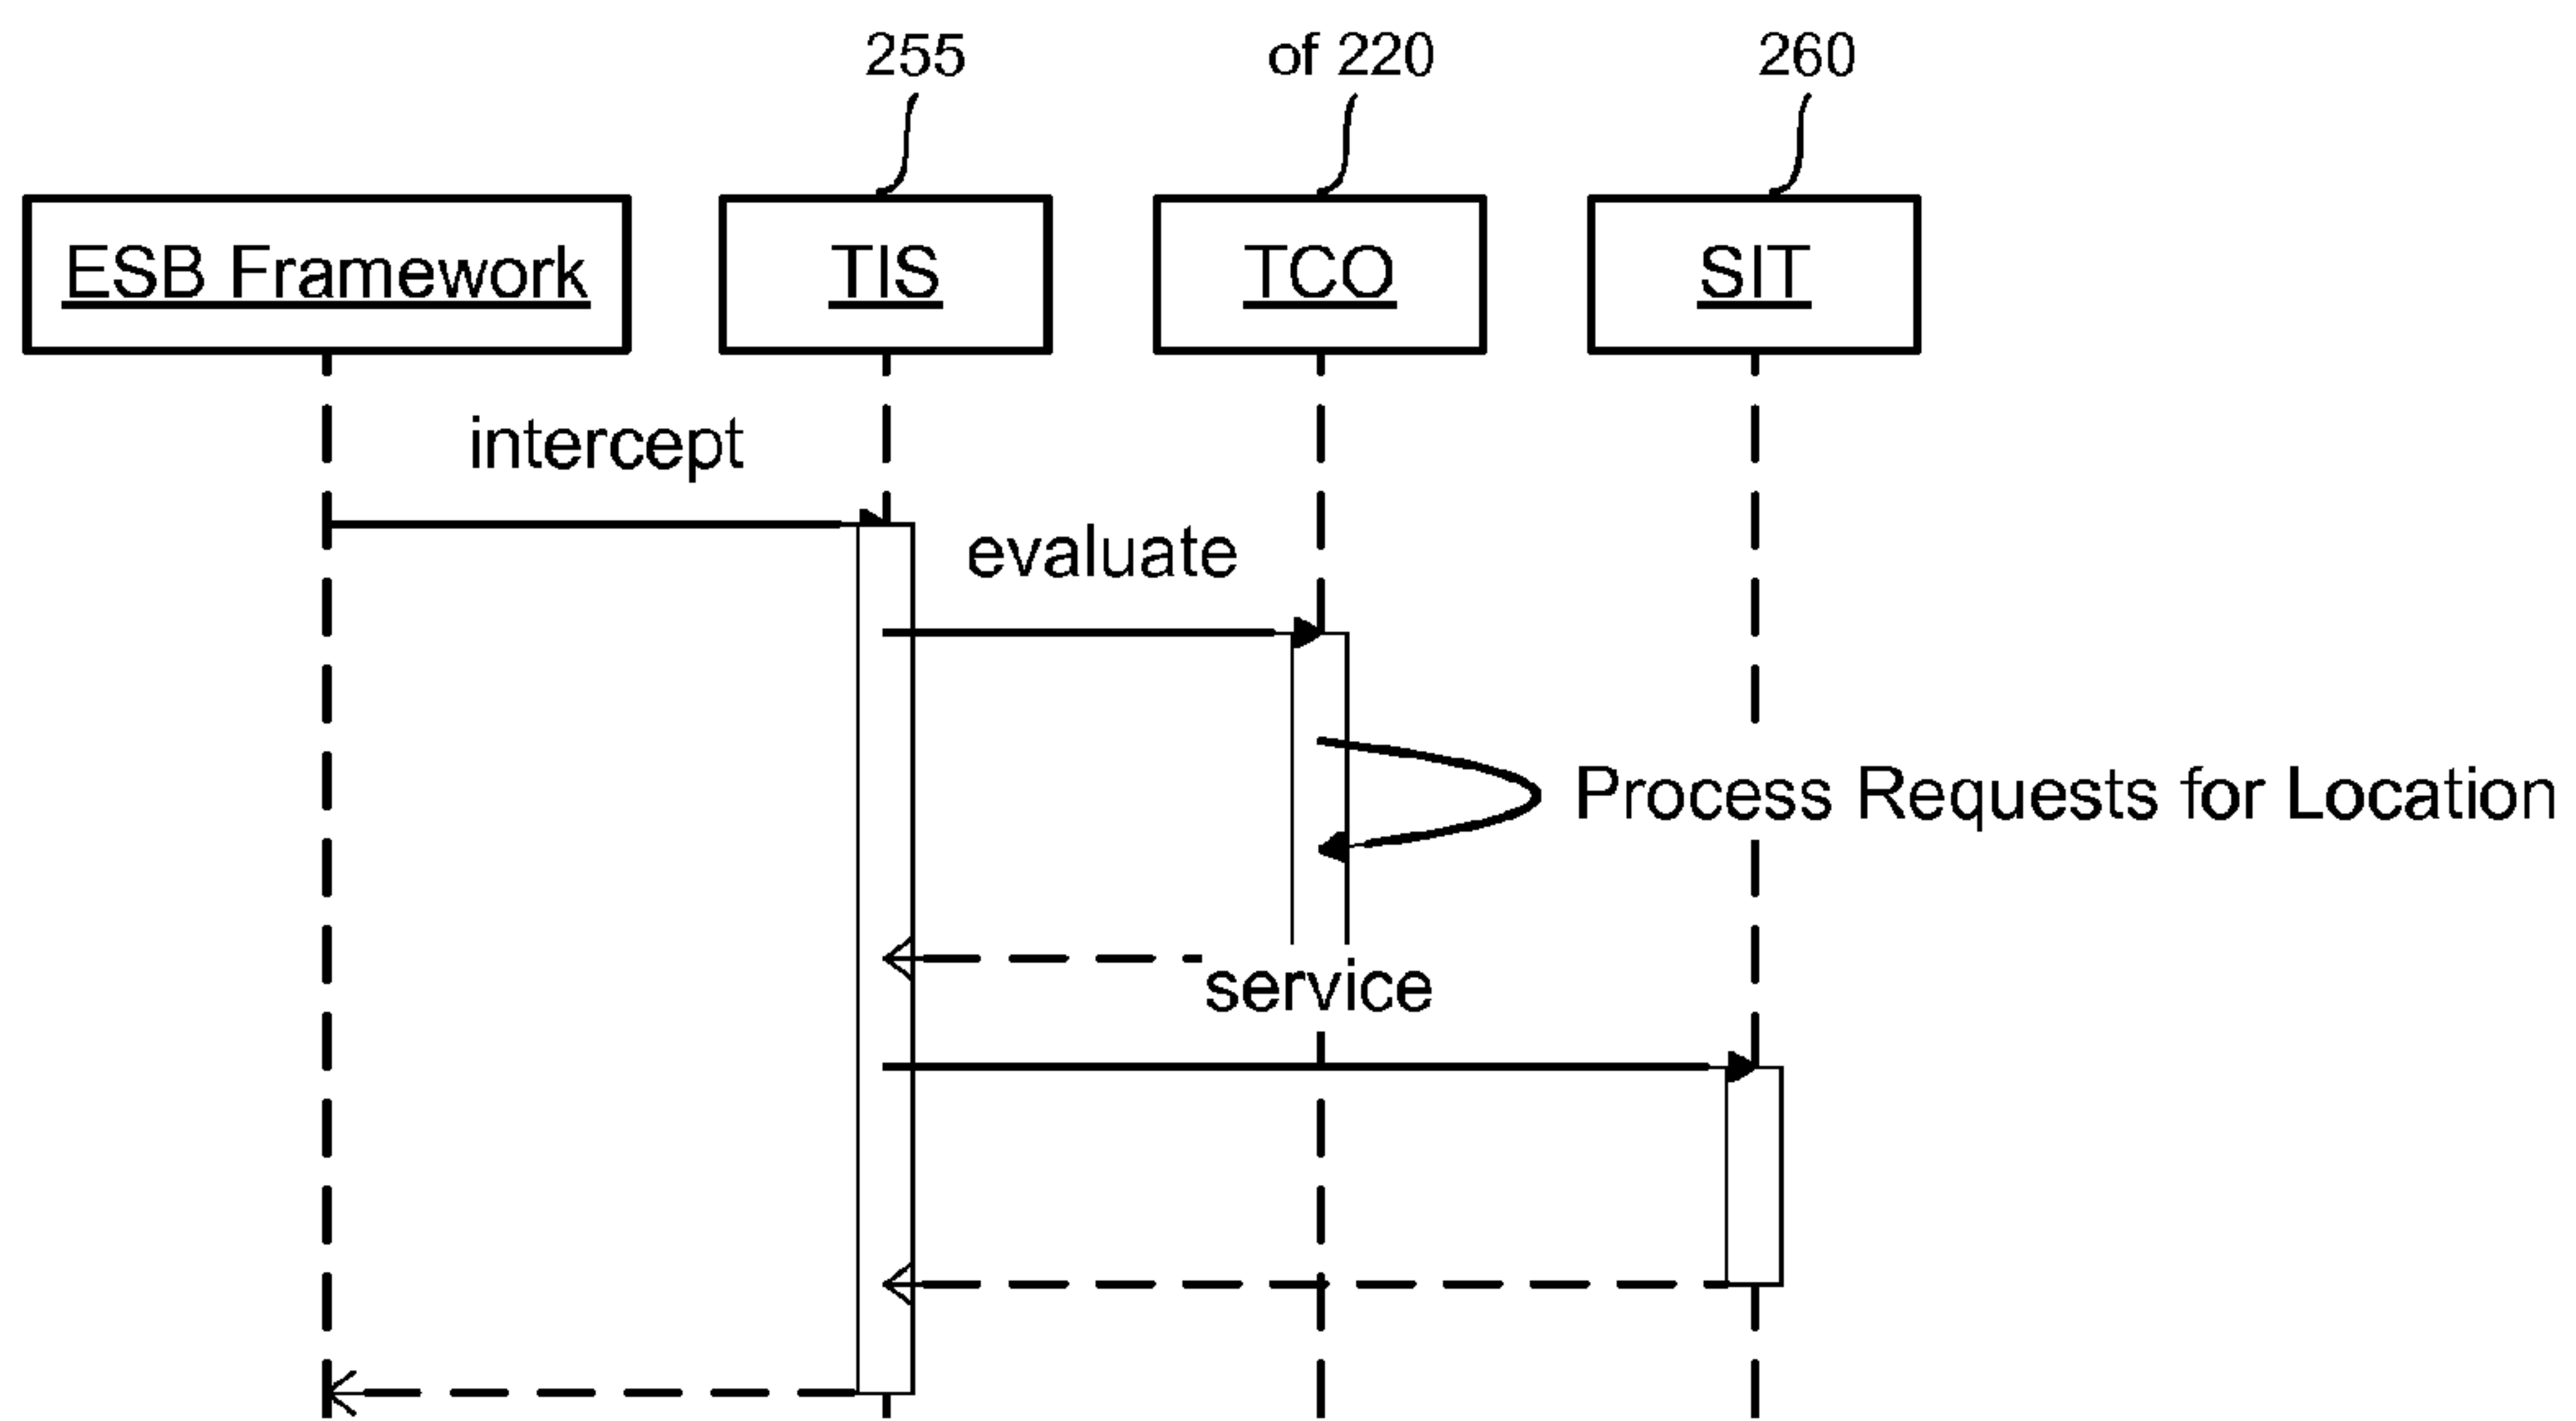 255
of 220
260
ESB Framework
TIS
TCO
SIT
intercept
evaluate
Process Requests for Location
service